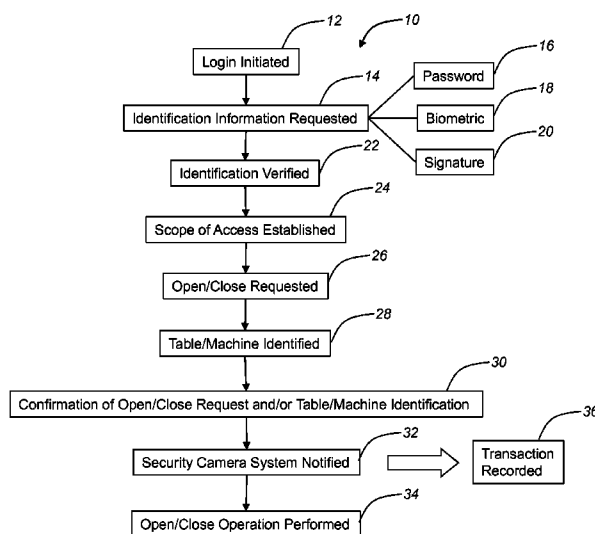 12
10
Login Initiated
16
14
Password
Identification Information Requested
18
Biometric
22
20
Identification Verified
Signature
24
Scope of Access Established
26
Open/Close Requested
28
Table/Machine Identified
30
Confirmation of Open/Close Request and/or Table/Machine Identification
32
36
Security Camera System Notified
Transaction
Recorded
34
Open/Close Operation Performed